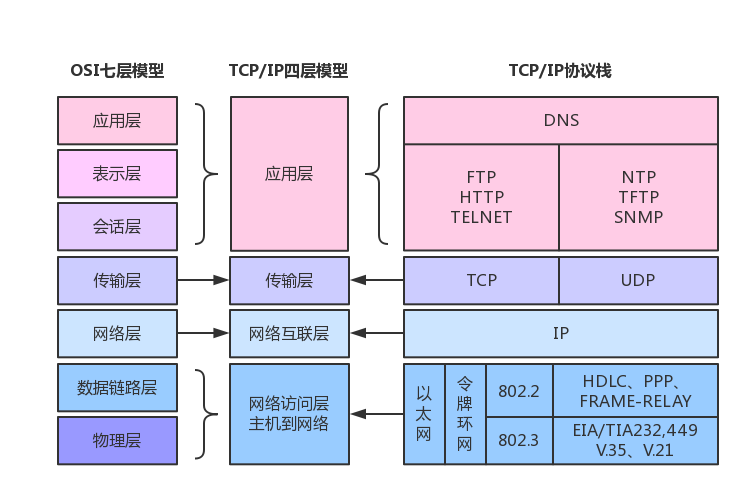 OSI七层模型
TCP/IP四层模型
TCP/IP协议栈
应用层
表示层
会话层
传输层
网络层
数据链路层
物理层
应用层
传输层
网络互联层
网络访问层
主机到网络
DNS
FTP
HTTP
TELNET
NTP
TFTP
SNMP
TCP
UDP
IP
以太网
令牌环网
802.2
HDLC、PPP、
FRAME-RELAY
802.3
EIA/TIA232,449
V.35、V.21